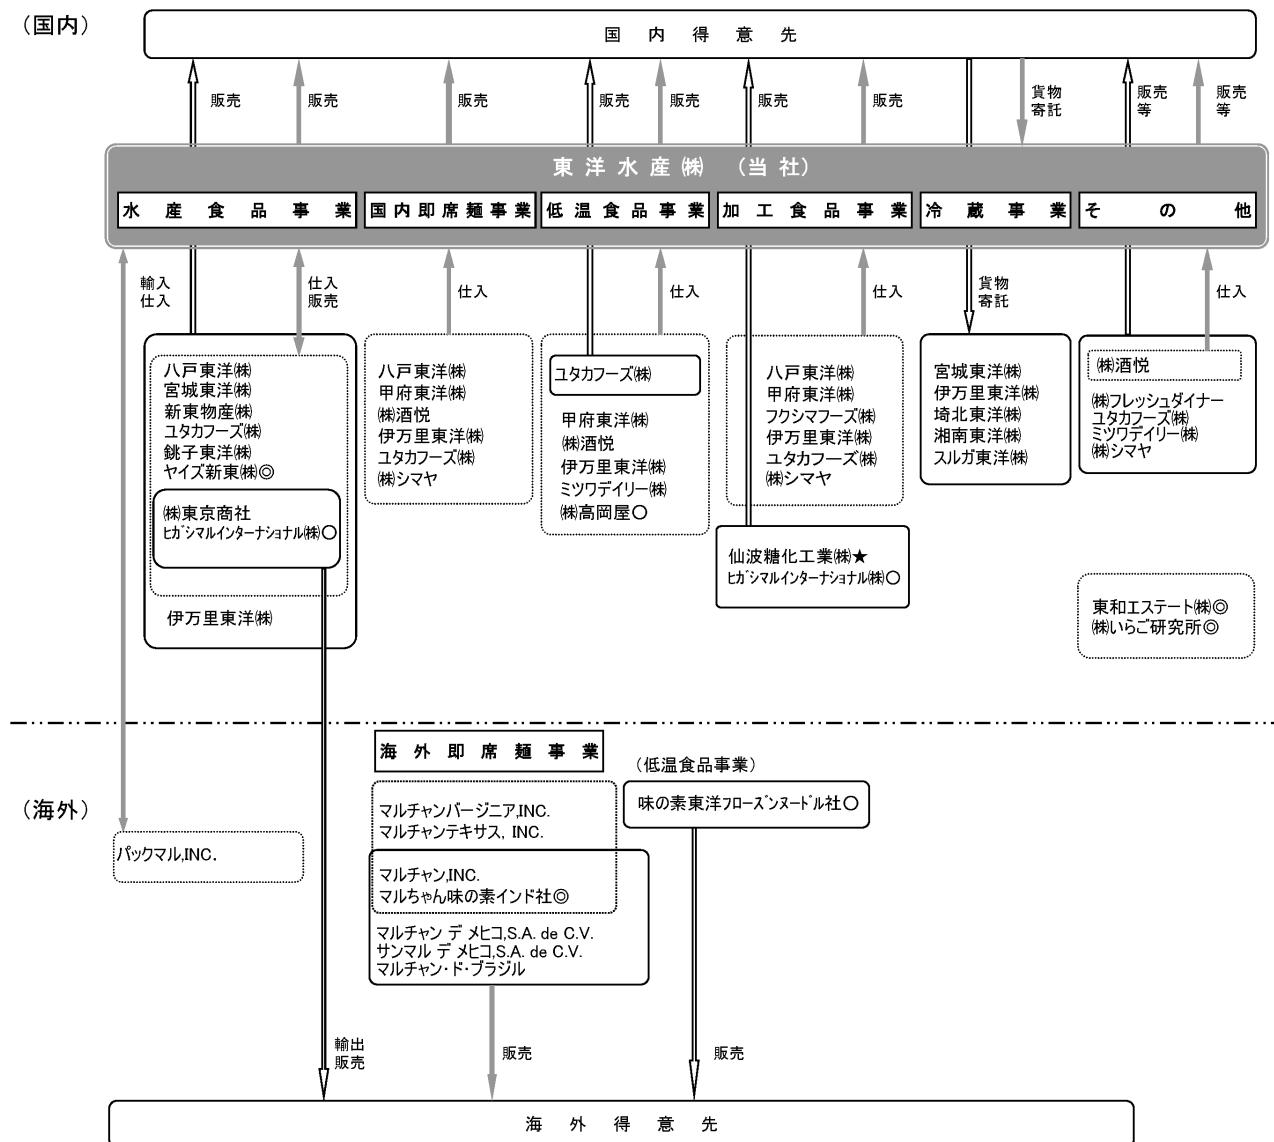 （国内）
国 内 得 意 先
販売
販売
販売
販売
販売
販売
販売
貨物
寄託
販売
等
販売
等
東 洋 水 産 ㈱ （当 社）
水 産 食 品 事 業
国 内 即 席 麺 事 業
低 温 食 品 事 業
加 工 食 品 事 業
冷 蔵 事 業
そ の 他
輸入
仕入
仕入
販売
仕入
仕入
仕入
貨物
寄託
仕入
八戸東洋㈱
宮城東洋㈱
新東物産㈱
ユタカフーズ㈱
銚子東洋㈱
ヤイズ新東㈱◎
㈱東京商社
ﾋｶﾞｼﾏﾙｲﾝﾀｰﾅｼｮﾅﾙ㈱○
伊万里東洋㈱
八戸東洋㈱
甲府東洋㈱
㈱酒悦
伊万里東洋㈱
ユタカフーズ㈱
㈱シマヤ
ユタカフーズ㈱
甲府東洋㈱
㈱酒悦
伊万里東洋㈱
ミツワデイリー㈱
㈱高岡屋○
八戸東洋㈱
甲府東洋㈱
フクシマフーズ㈱
伊万里東洋㈱
ユタカフーズ㈱
㈱シマヤ
仙波糖化工業㈱★
ﾋｶﾞｼﾏﾙｲﾝﾀｰﾅｼｮﾅﾙ㈱○
宮城東洋㈱
伊万里東洋㈱
埼北東洋㈱
湘南東洋㈱
スルガ東洋㈱
㈱酒悦
㈱フレッシュダイナー
ユタカフーズ㈱
ミツワデイリー㈱
㈱シマヤ
東和エステート㈱◎
㈱いらご研究所◎
（海外）
パックマル,INC.
海 外 即 席 麺 事 業
マルチャンバージニア,INC.
マルチャンテキサス, INC.
マルチャン,INC.
マルちゃん味の素インド社◎
マルチャン デ メヒコ,S.A. de C.V.
サンマル デ メヒコ,S.A. de C.V.
マルチャン・ド・ブラジル
（低温食品事業）
味の素東洋ﾌﾛｰｽﾞﾝﾇｰﾄﾞﾙ社○
輸出
販売
販売
販売
海 外 得 意 先